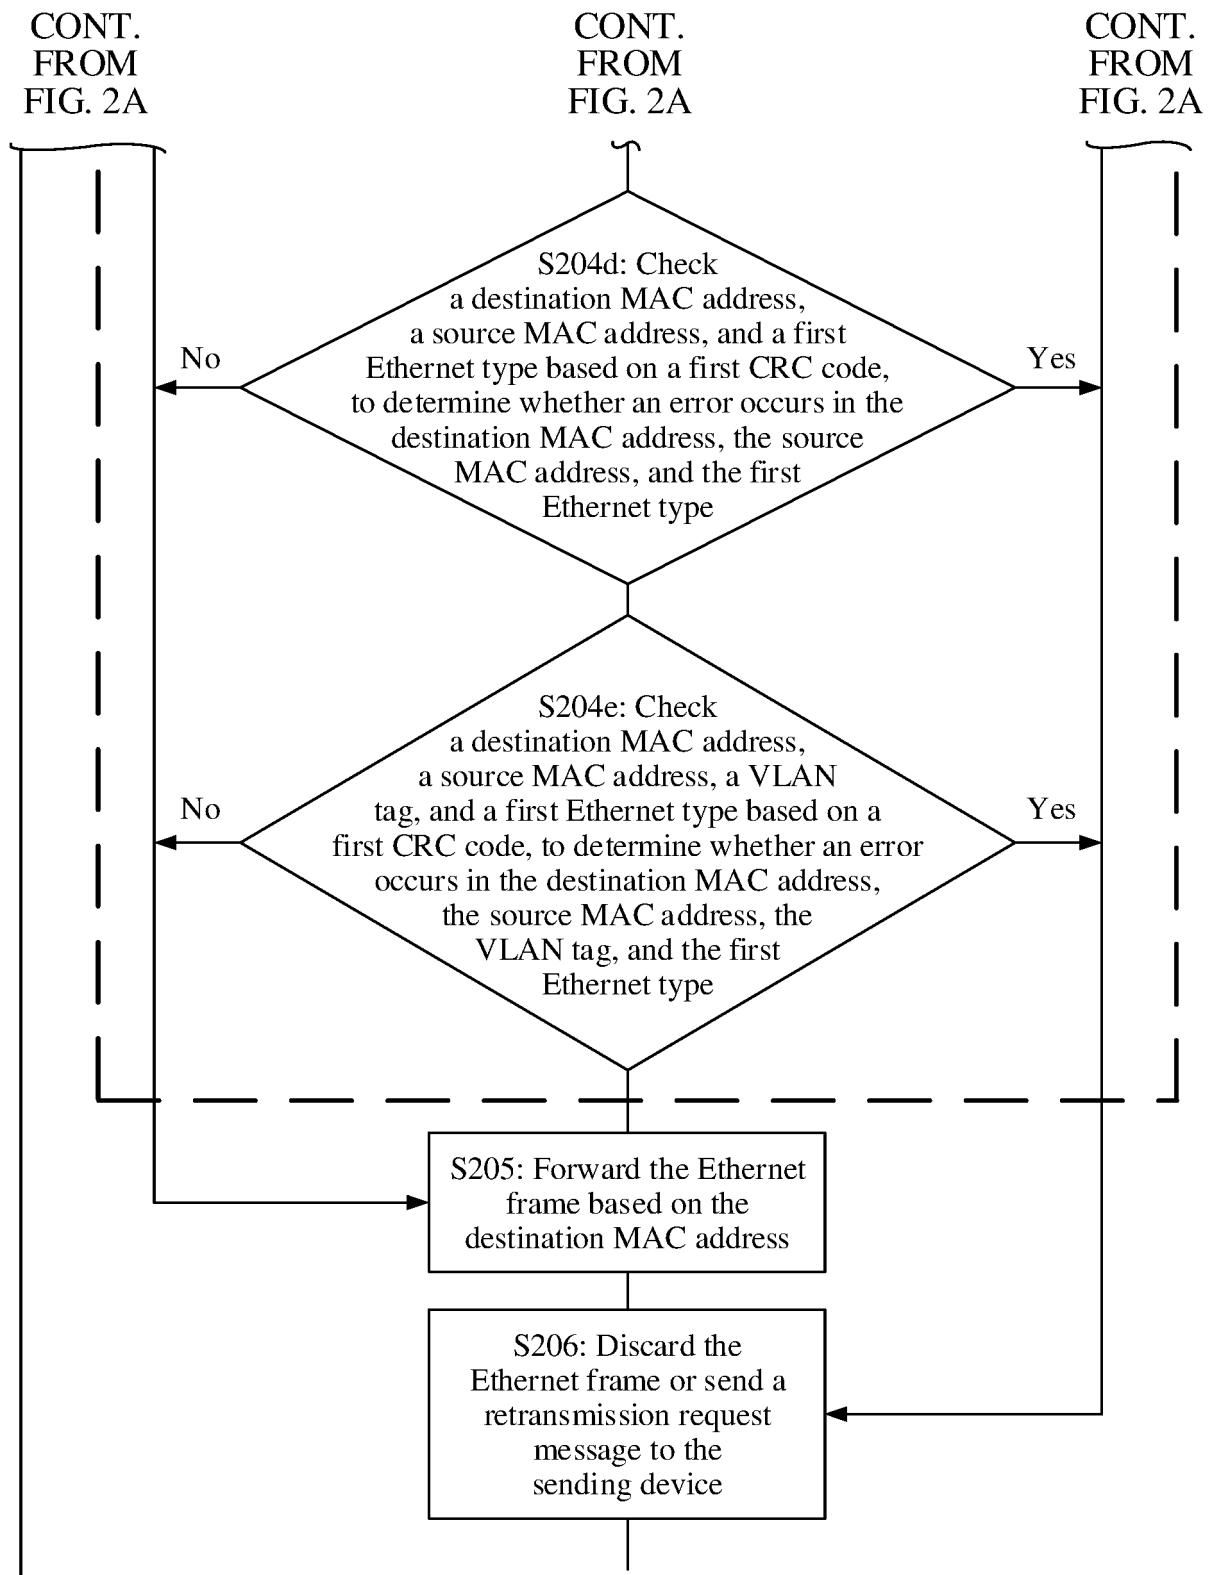 CONT.
FROM
FIG. 2A
CONT.
FROM
FIG. 2A
CONT.
FROM
FIG. 2A
S204d: Check
a destination MAC address,
a source MAC address, and a first
Ethernet type based on a first CRC code,
to determine whether an error occurs in the
destination MAC address, the source
MAC address, and the first
Ethernet type
No
Yes
S204e: Check
a destination MAC address,
a source MAC address, a VLAN
tag, and a first Ethernet type based on a
first CRC code, to determine whether an error
occurs in the destination MAC address,
the source MAC address, the
VLAN tag, and the first
Ethernet type
No
Yes
S205: Forward the Ethernet
frame based on the
destination MAC address
S206: Discard the
Ethernet frame or send a
retransmission request
message to the
sending device